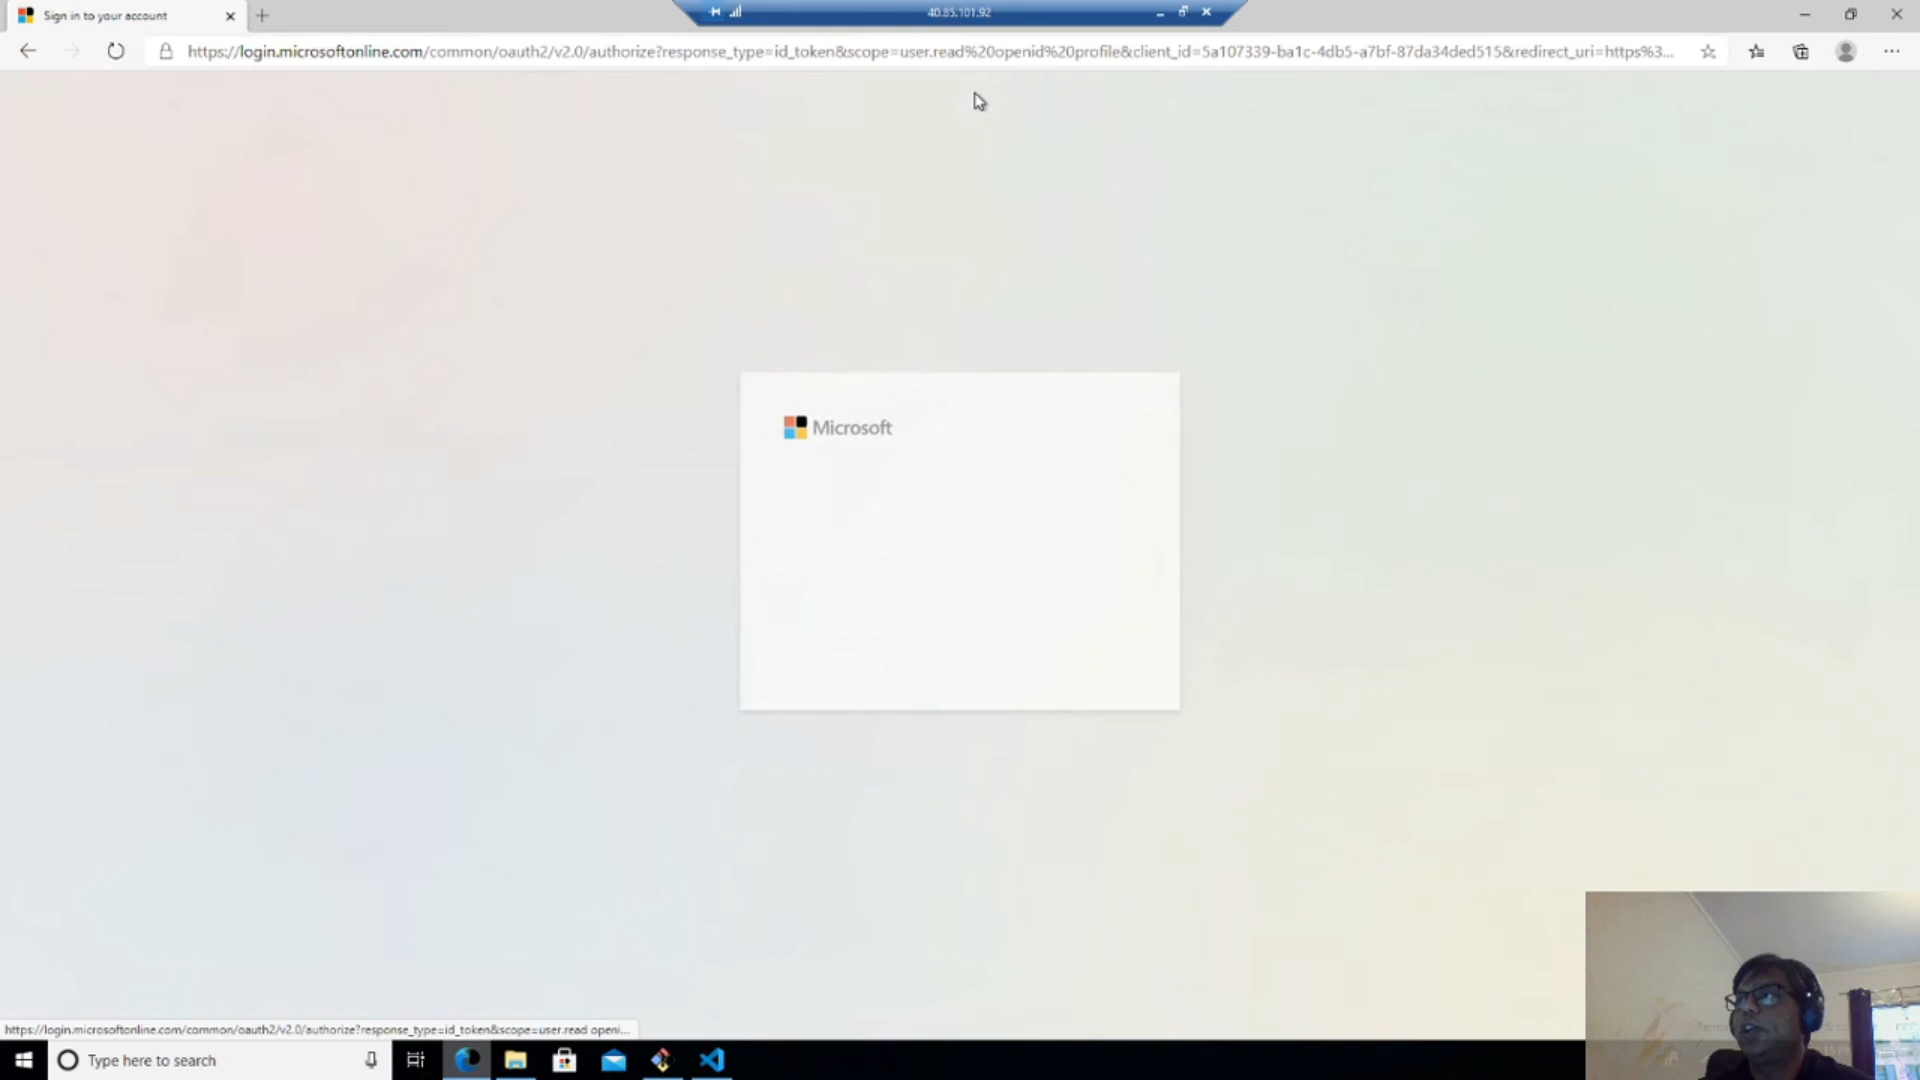 Sign in to your account
40.85.101.92
https://login.microsoftonline.com/common/oauth2/v2.0/authorize?response_type=id_token&scope=user.read%20openid%20profile&client_id=5a107339-ba1c-4db5-a7bf-87da34ded515&redirect_uri=https%3...
Microsoft
https://login.microsoftonline.com/common/oauth2/v2.0/authorize?response_type=id_token&scope=user.read openi...
Type here to search